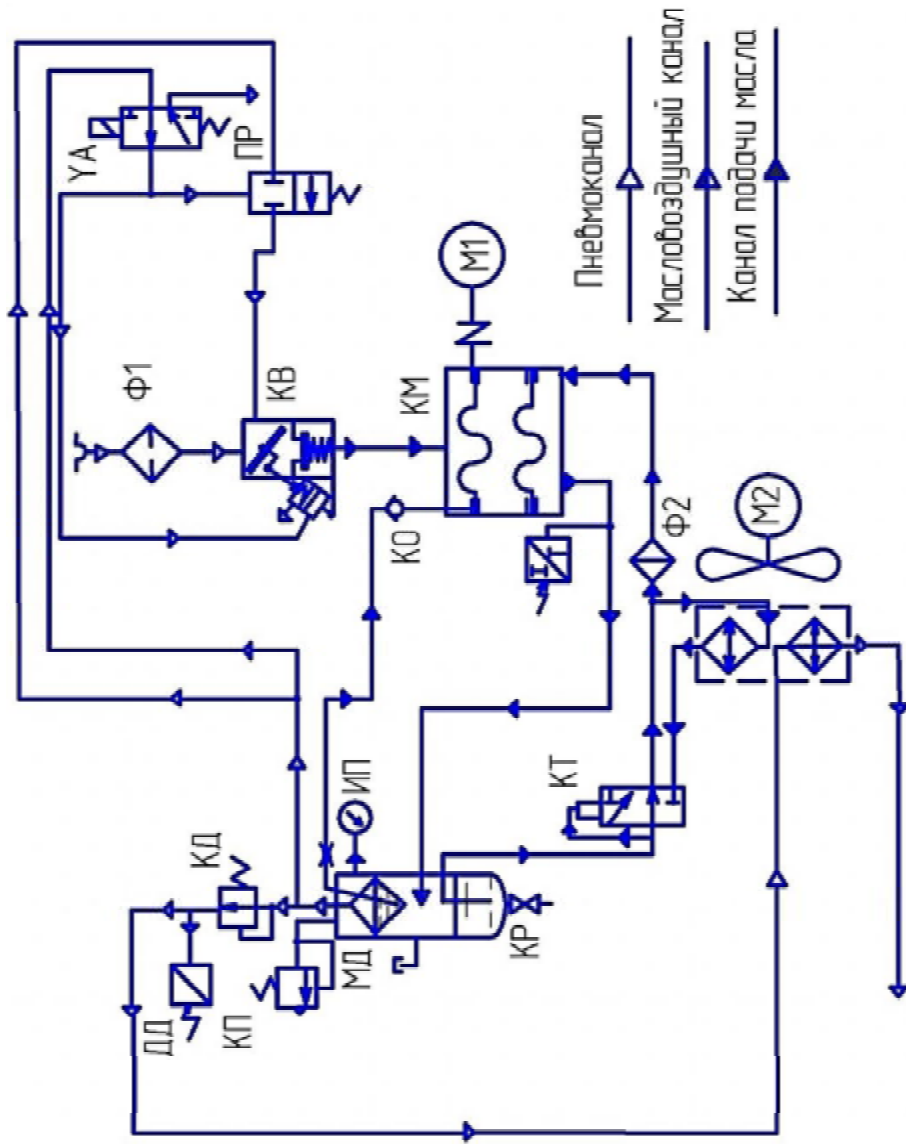 YA
ПР
Ф1
КВ
М1
КМ
КО
Ф2
М2
КТ
ИП
КД
МД
КР
ДД
КП
Пневмоканал
Масловоздушный канал
Канал подачи масла